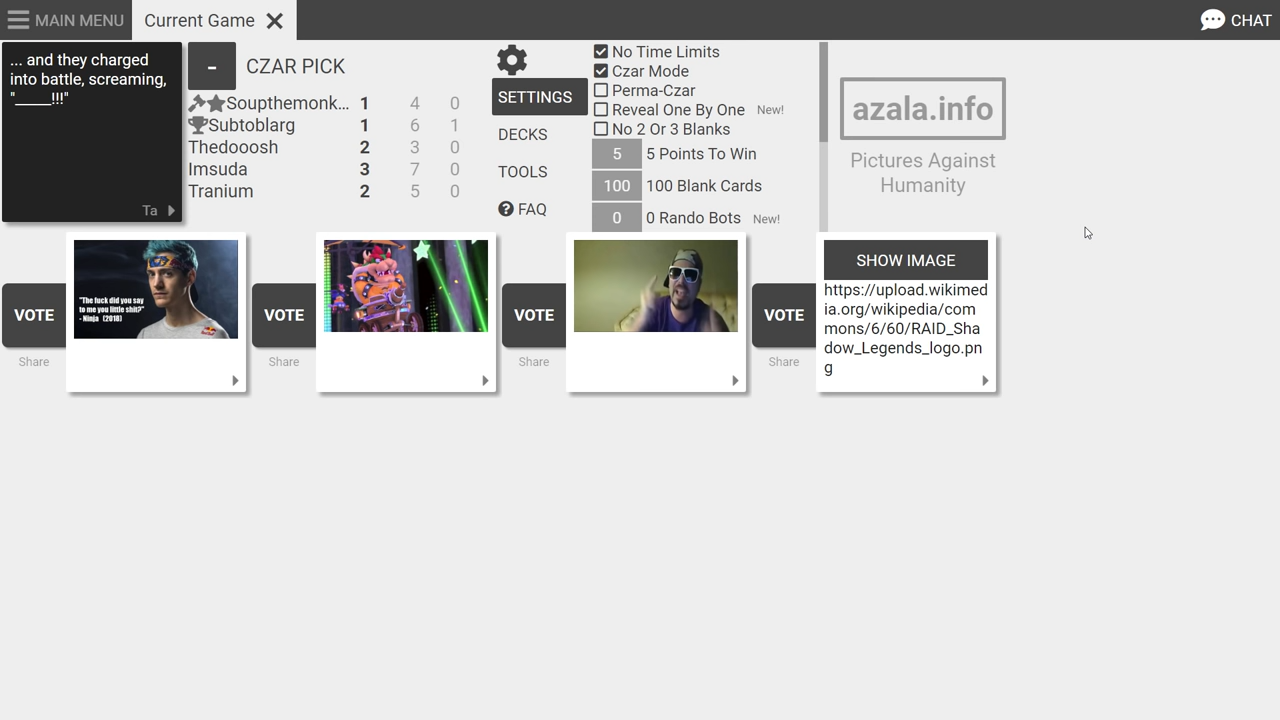 MAIN MENU
Current Game
CHAT
... and they charged
into battle, screaming,
"_____!!!"
Ta
-
CZAR PICK
Soupthemonk... 1 4 0
Subtoblarg 1 6 1
Thedooosh 2 3 0
Imsuda 3 7 0
Tranium 2 5 0
SETTINGS
DECKS
TOOLS
? FAQ
No Time Limits
Czar Mode
Perma-Czar
Reveal One By One New!
No 2 Or 3 Blanks
5 5 Points To Win
100 100 Blank Cards
0 0 Rando Bots New!
azala.info
Pictures Against
Humanity
VOTE
Share
"The fuck did you say
to me you little shit?"
- Ninja (2018)
VOTE
Share
VOTE
Share
VOTE
Share
SHOW IMAGE
https://upload.wikimed
ia.org/wikipedia/com
mons/6/60/RAID_Sha
dow_Legends_logo.pn
g